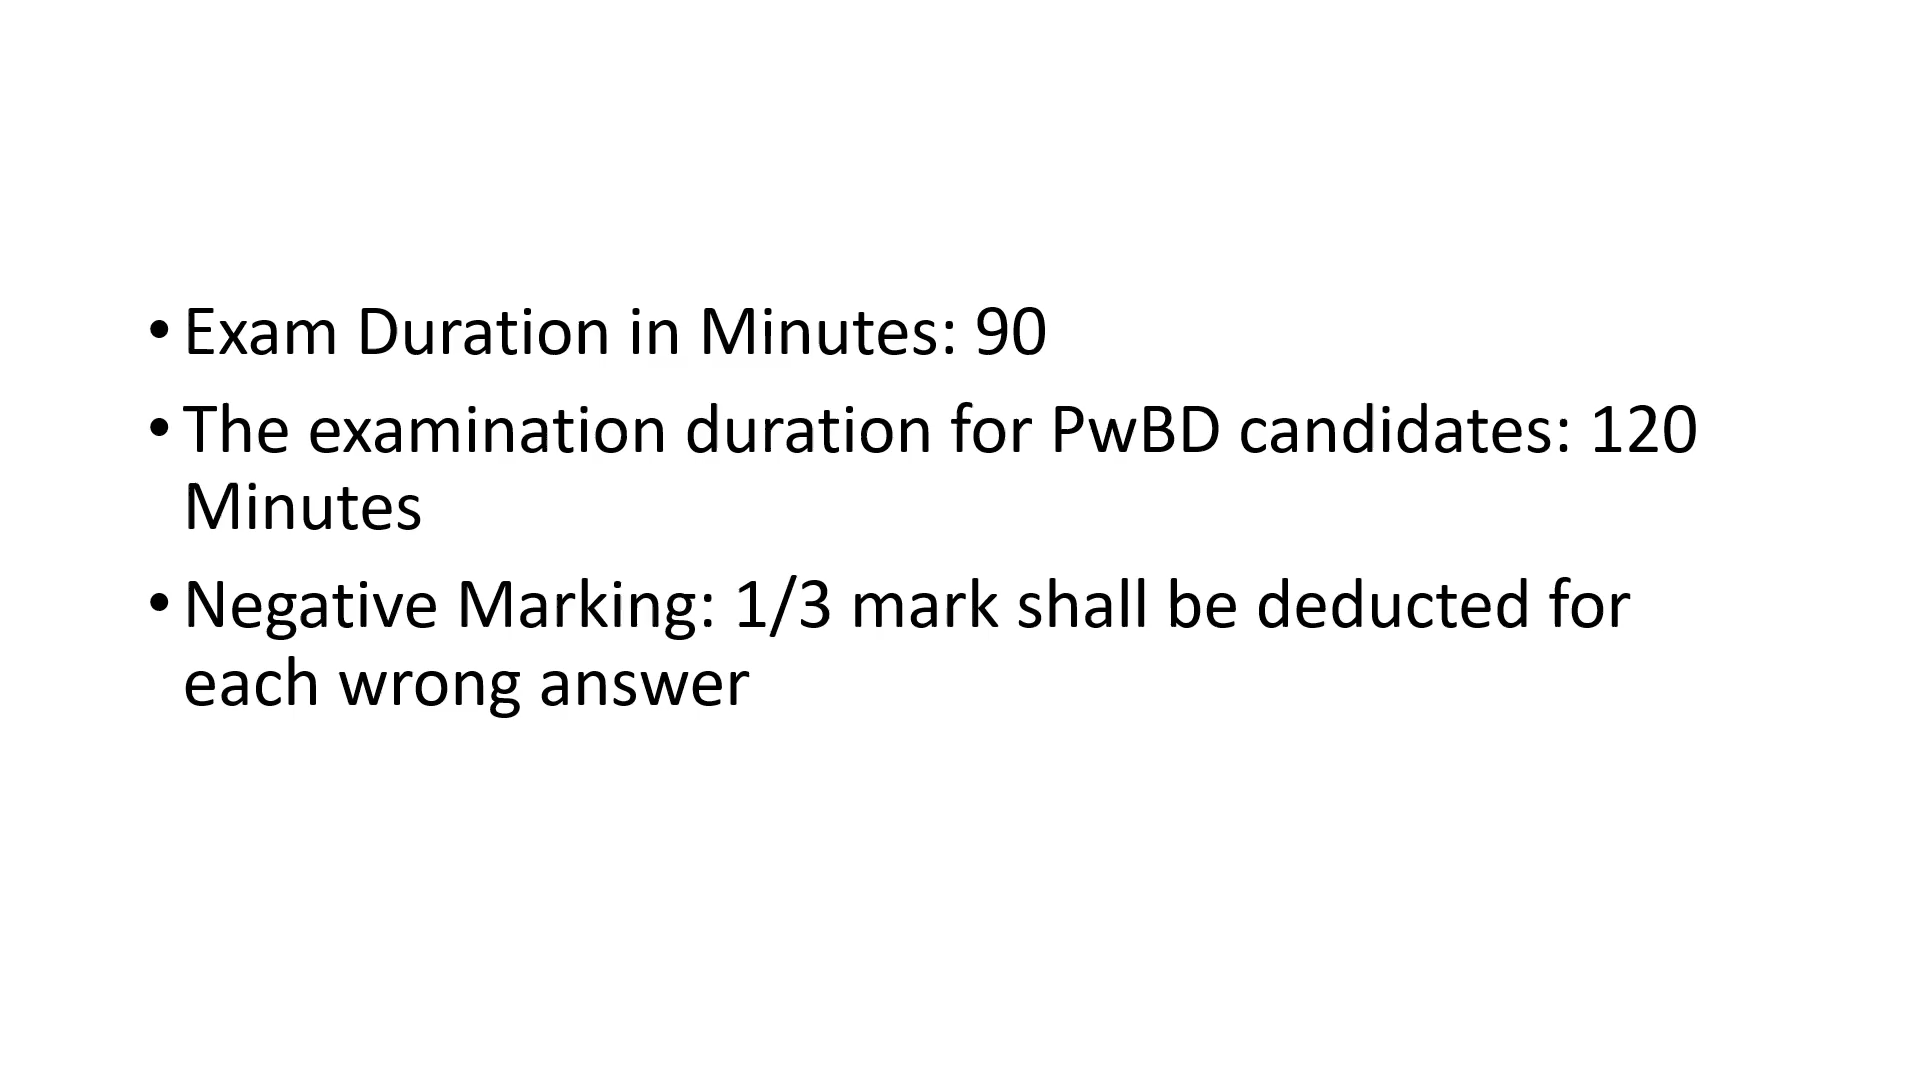 • Exam Duration in Minutes: 90
• The examination duration for PwBD candidates: 120
Minutes
• Negative Marking: 1/3 mark shall be deducted for
each wrong answer